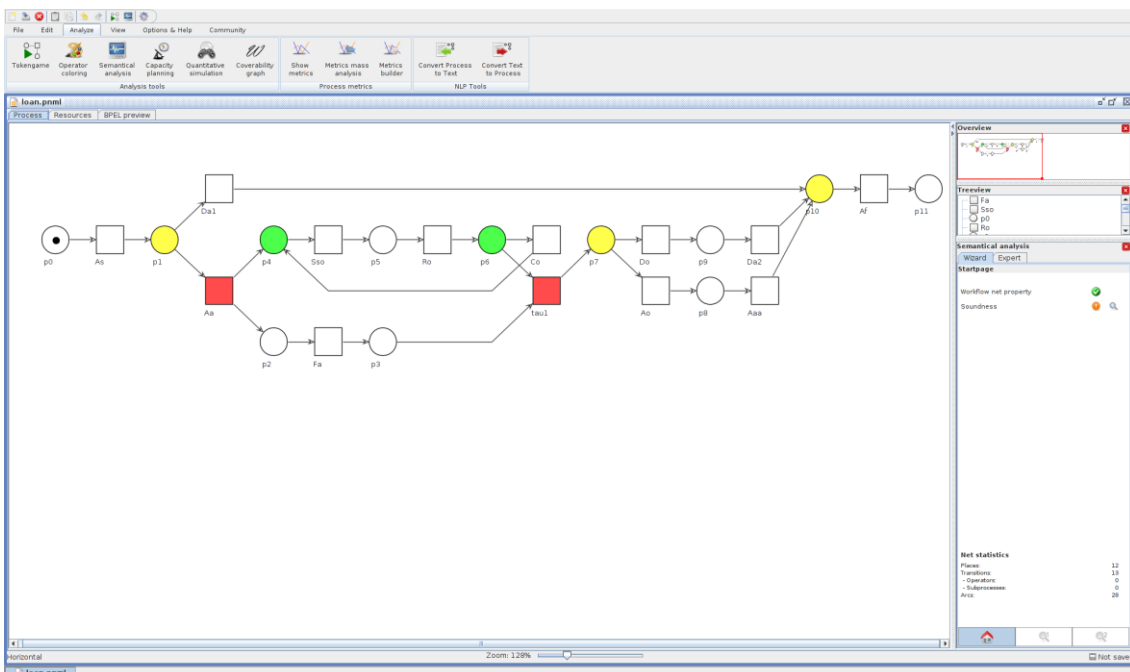 File Edit Analyze View Options & Help Community
Tokengame Operator coloring Semantical analysis Capacity planning Quantitative simulation Coverability graph Show metrics Metrics mass analysis Metrics builder Convert Process to Text Convert Text to Process
Analysis tools Process metrics NLP Tools
loan.pnml
Process Resources BPEL preview
Overview
Treeview
Fa
Sso
p0
Ro
Semantical analysis
Wizard Expert
Startpage
Workflow net property
Soundness
Da1 p10 Af p11
p0 As p1 p4 Sso p5 Ro p6 Co p7 Do p9 Da2
Aa tau1 Ao p8 Aaa
p2 Fa p3
Net statistics
Places: 12
Transitions: 13
- Operators: 0
- Subprocesses: 0
Arcs: 28
Horizontal Zoom: 128% Not save
loan.pnml